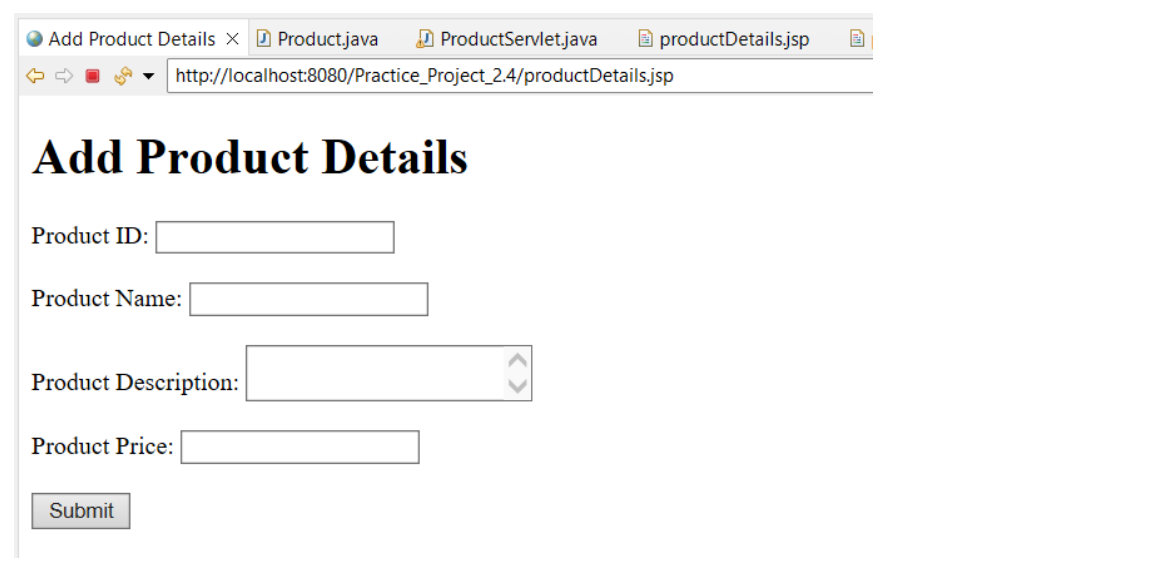 Add Product Details Product.java ProductServlet.java productDetails.jsp
http://localhost:8080/Practice_Project_2.4/productDetails.jsp
Add Product Details
Product ID:
Product Name:
Product Description:
Product Price:
Submit